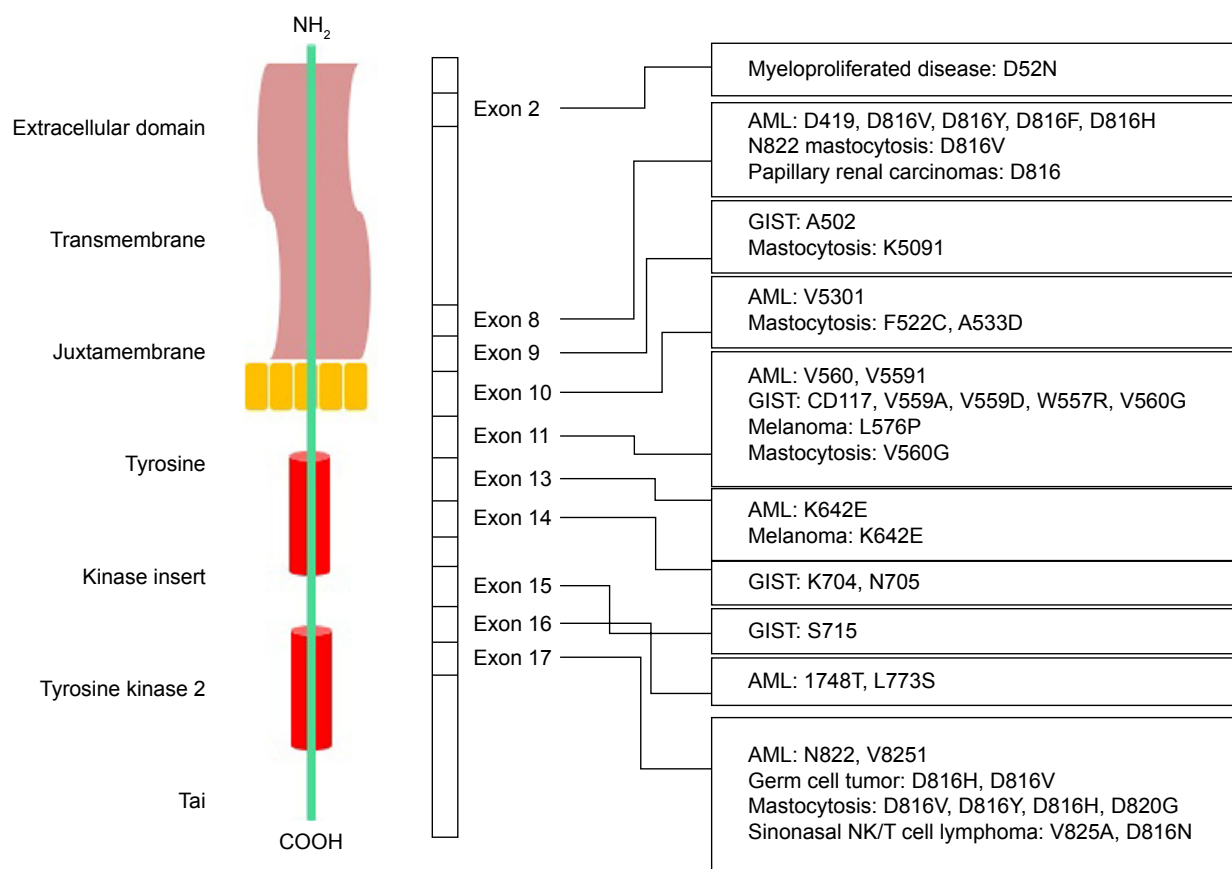 NH2
Extracellular domain
Transmembrane
Juxtamembrane
Tyrosine
Kinase insert
Tyrosine kinase 2
Tai
COOH
Exon 2
Exon 8
Exon 9
Exon 10
Exon 11
Exon 13
Exon 14
Exon 15
Exon 16
Exon 17
Myeloproliferated disease: D52N
AML: D419, D816V, D816Y, D816F, D816H
N822 mastocytosis: D816V
Papillary renal carcinomas: D816
GIST: A502
Mastocytosis: K5091
AML: V5301
Mastocytosis: F522C, A533D
AML: V560, V5591
GIST: CD117, V559A, V559D, W557R, V560G
Melanoma: L576P
Mastocytosis: V560G
AML: K642E
Melanoma: K642E
GIST: K704, N705
GIST: S715
AML: 1748T, L773S
AML: N822, V8251
Germ cell tumor: D816H, D816V
Mastocytosis: D816V, D816Y, D816H, D820G
Sinonasal NK/T cell lymphoma: V825A, D816N